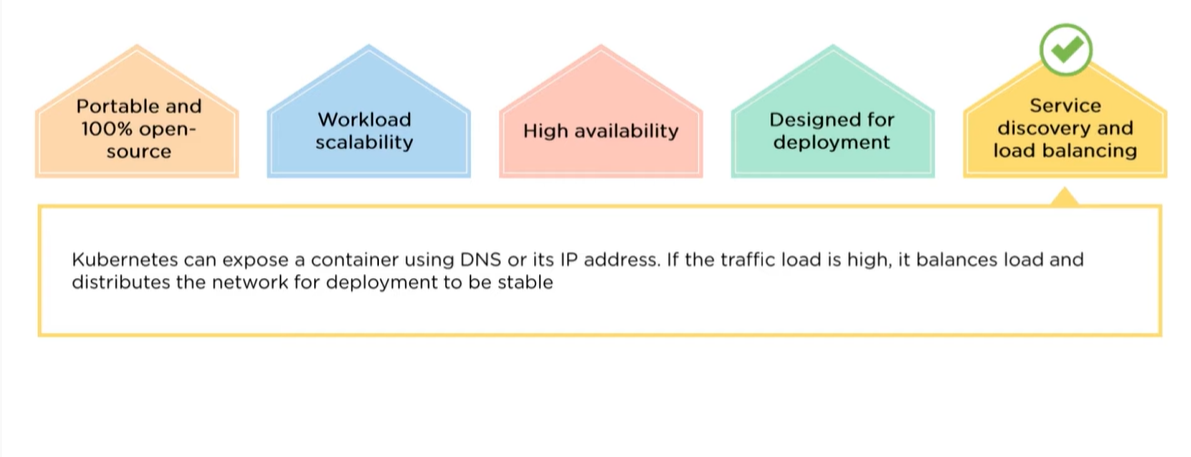 Portable and
100% open-
source
Workload
scalability
High availability
Designed for
deployment
Service
discovery and
load balancing
Kubernetes can expose a container using DNS or its IP address. If the traffic load is high, it balances load and
distributes the network for deployment to be stable